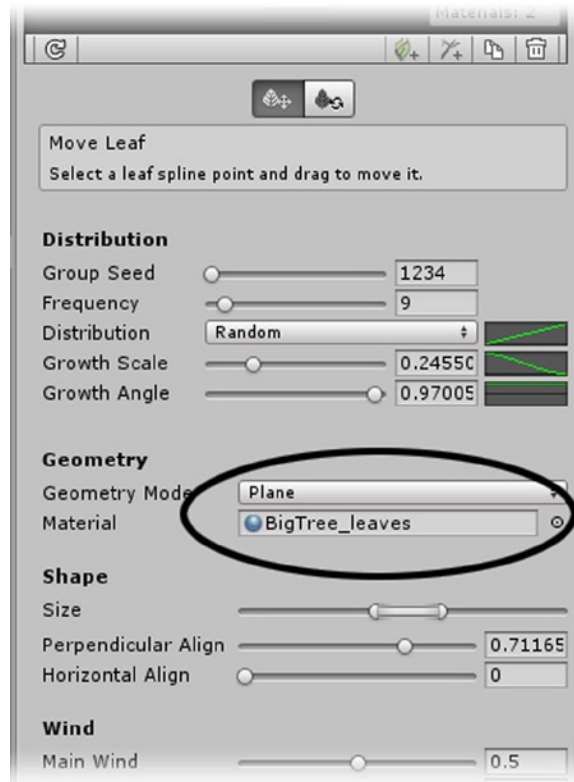 Materials: 2
Move Leaf
Select a leaf spline point and drag to move it.
Distribution
Group Seed 1234
Frequency 9
Distribution Random
Growth Scale 0.24550
Growth Angle 0.97005
Geometry
Geometry Mode Plane
Material BigTree_leaves
Shape
Size
Perpendicular Align 0.71165
Horizontal Align 0
Wind
Main Wind 0.5